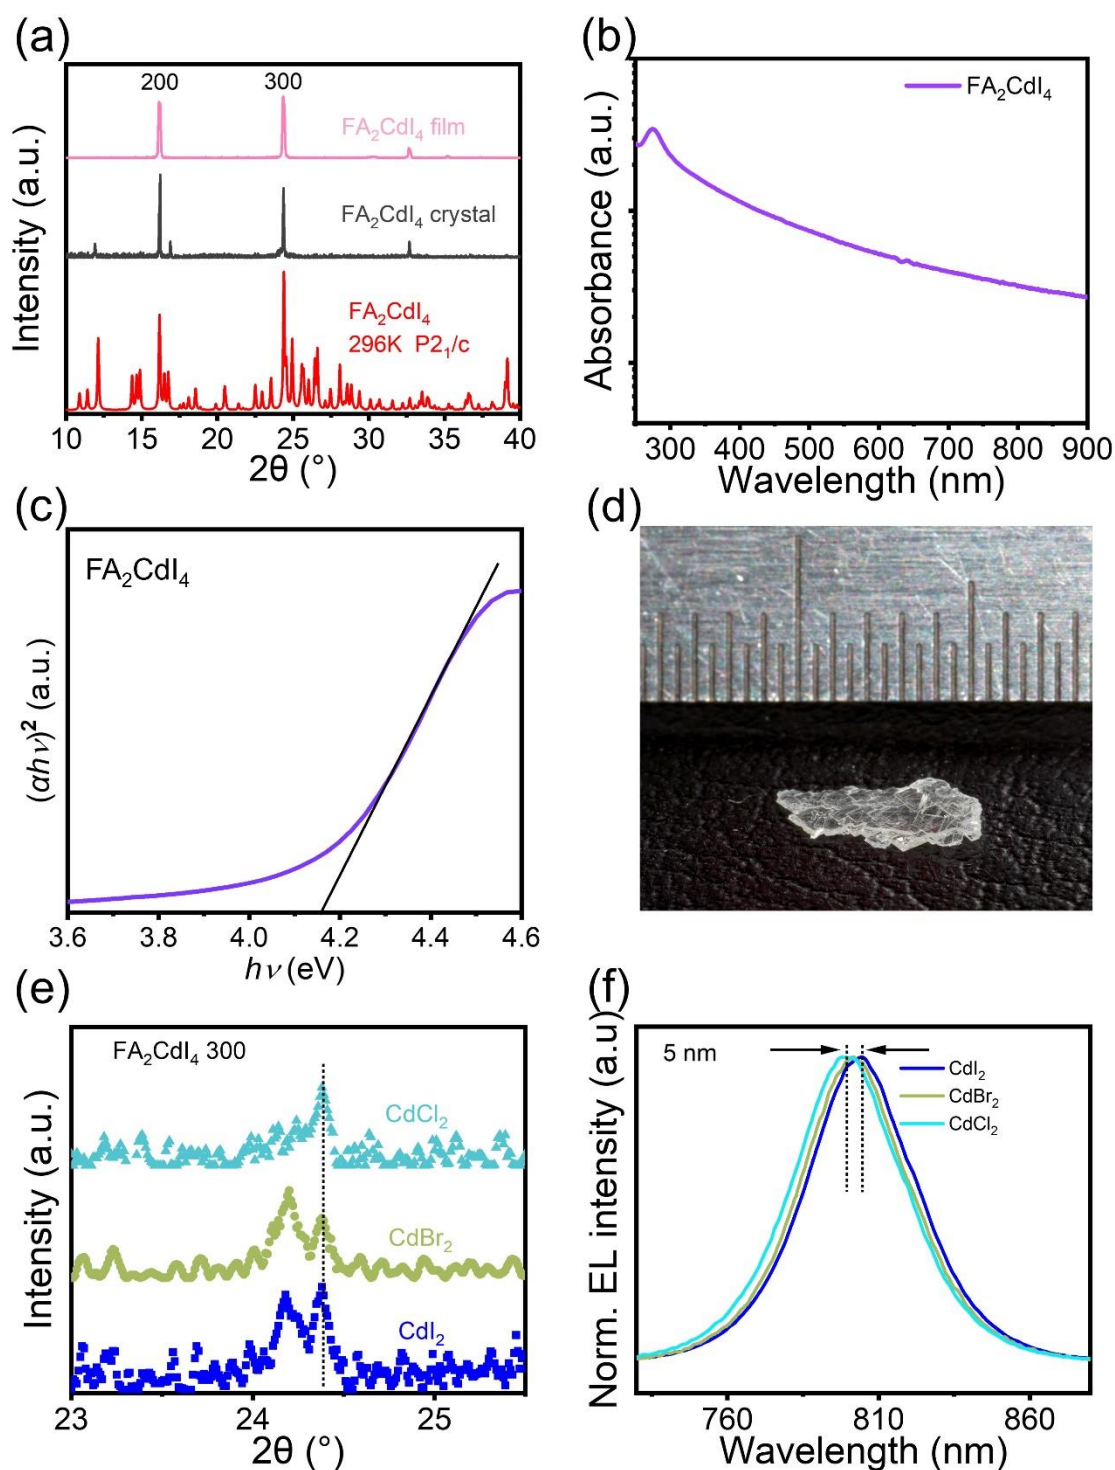 (a)
200 300
FA₂CdI₄ film
FA₂CdI₄ crystal
FA₂CdI₄
296K P2₁/c
Intensity (a.u.)
10 15 20 25 30 35 40
2θ (°)
(b)
FA₂CdI₄
Absorbance (a.u.)
300 400 500 600 700 800 900
Wavelength (nm)
(c)
FA₂CdI₄
(αhν)² (a.u.)
3.6 3.8 4.0 4.2 4.4 4.6
hν (eV)
(d)
(e)
FA₂CdI₄ 300
CdCl₂
CdBr₂
CdI₂
Intensity (a.u.)
23 24 25
2θ (°)
(f)
5 nm
CdI₂
CdBr₂
CdCl₂
Norm. EL intensity (a.u)
760 810 860
Wavelength (nm)